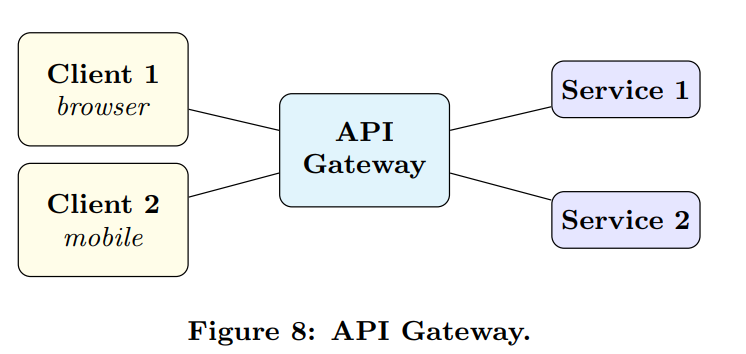 Client 1
browser
Client 2
mobile
API
Gateway
Service 1
Service 2
Figure 8: API Gateway.